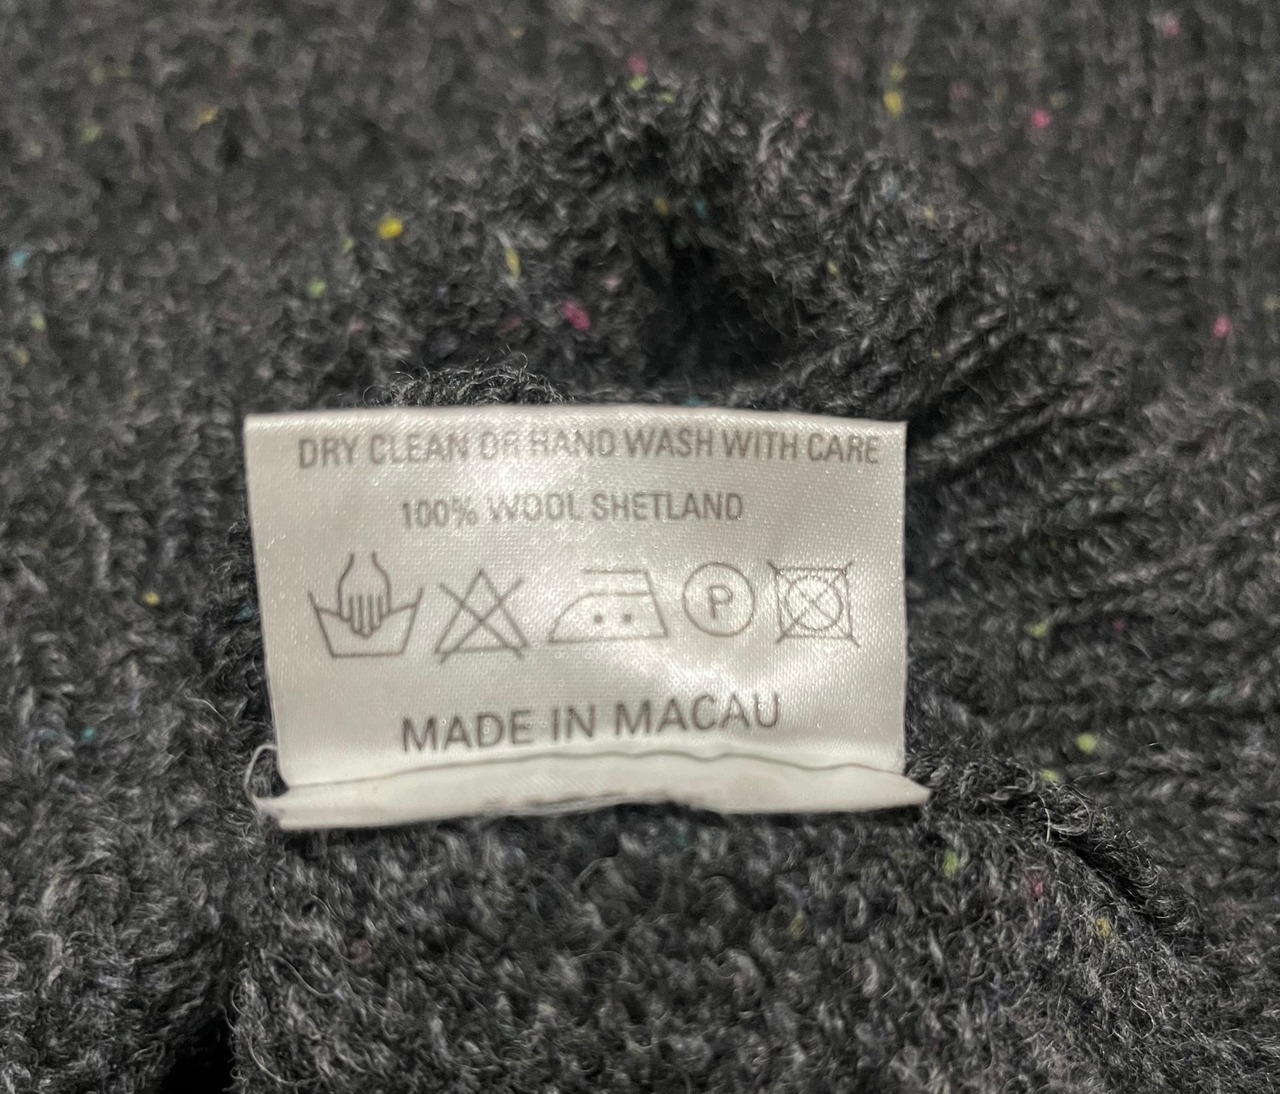 DRY CLEAN OR HAND WASH WITH CARE
100% WOOL SHETLAND
P
MADE IN MACAU